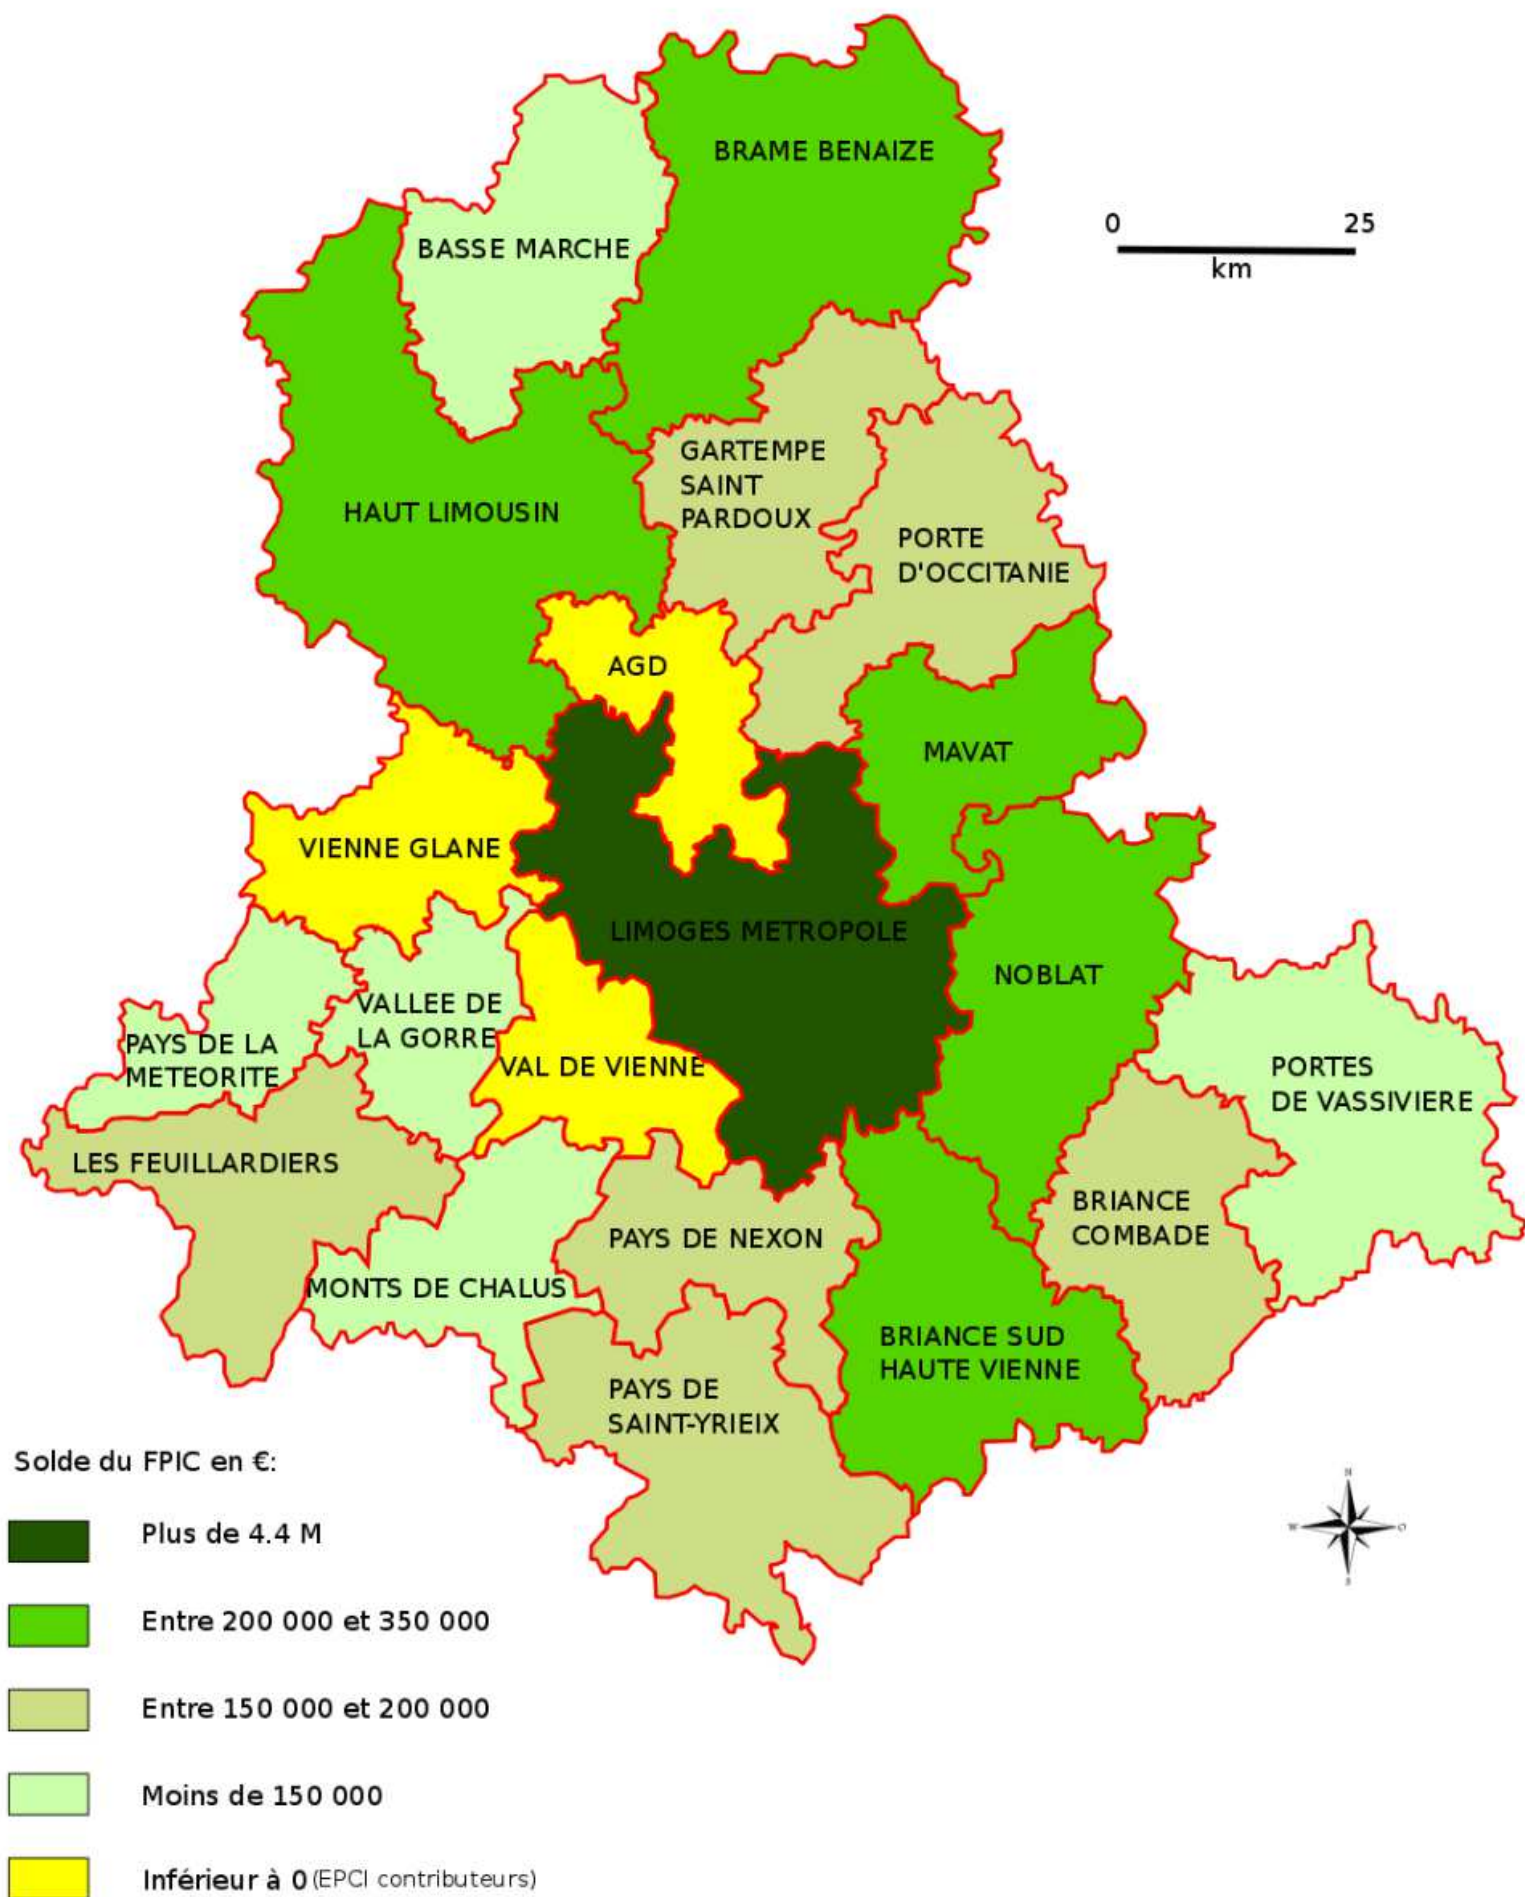 BRAME BENAIZE
0 25
km
BASSE MARCHE
GARTEMPE
SAINT
PARDOUX
HAUT LIMOUSIN
PORTE
D'OCCITANIE
AGD
MAVAT
VIENNE GLANE
LIMOGES METROPOLE
NOBLAT
VALLEE DE
LA GORRE
PAYS DE LA
METEORITE
VAL DE VIENNE
PORTES
DE VASSIVIERE
LES FEUILLARDIERS
BRIANCE
COMBADE
PAYS DE NEXON
MONTS DE CHALUS
BRIANCE SUD
HAUTE VIENNE
PAYS DE
SAINT-YRIEIX
Solde du FPIC en €:
N
W O
S
Plus de 4.4 M
Entre 200 000 et 350 000
Entre 150 000 et 200 000
Moins de 150 000
Inférieur à 0 (EPCI contributeurs)